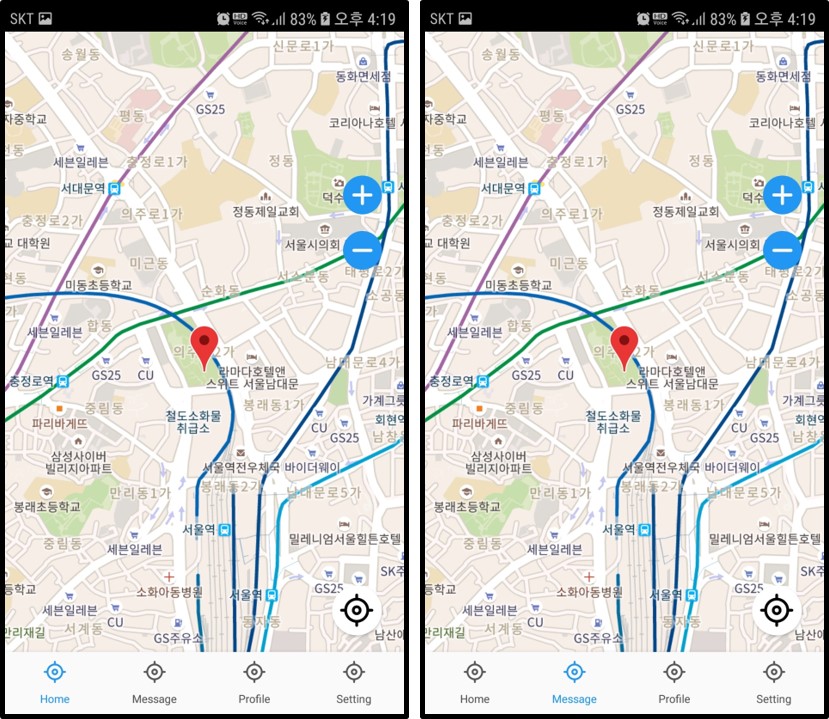 SKT 83% 오후 4:19
송월동
신문로1가
동화면세점
GS25
평동
자중학교
코리아나호텔
세븐일레븐
충정로1가
정동
서대문역
덕수
충정로2가
의주로1가
정동제일교회
서울시의회
교 대학원
미근동
태평로2가
서소문동
미동초등학교
순화동
소공동
세븐일레븐
합동
의주로2가
남대문로4가
GS25
CU
라마다호텔앤
스위트 서울남대문
충정로역
중림동
봉래동1가
가계그릇
파리바게뜨
철도소화물
취급소
CU
회현역
GS25
남창동
삼성사이버
빌리지아파트
서울역전우체국
바이더웨이
만리동1가
봉래동2가
남대문로5가
봉래초등학교
서울역
중림동
세븐일레븐
밀레니엄서울힐튼호텔
등학교
소화아동병원
GS25
SK주
세븐일레븐
서울역
CU
동자동
만리재길
서계동
GS주유소
남산
Home
Message
Profile
Setting
SKT 83% 오후 4:19
송월동
신문로1가
동화면세점
GS25
평동
자중학교
코리아나호텔 서
세븐일레븐
충정로1가
정동
서대문역
덕수
충정로2가
의주로1가
정동제일교회
서울시의회
교 대학원
미근동
태평로2가
서소문동
미동초등학교
순화동
소공동
세븐일레븐
합동
남대문로4가
GS25
CU
라마다호텔앤
스위트 서울남대문
충정로역
중림동
봉래동1가
가계그릇
파리바게뜨
철도소화물
취급소
CU
회현역
GS25
남창동
삼성사이버
빌리지아파트
서울역전우체국
바이더웨이
만리동1가
봉래동2가
남대문로5가
봉래초등학교
서울역
중림동
세븐일레븐
밀레니엄서울힐튼호텔
등학교
소화아동병원
GS25
SK주
세븐일레븐
서울역
CU
동자동
만리재길
서계동
GS주유소
남산어
Home
Message
Profile
Setting